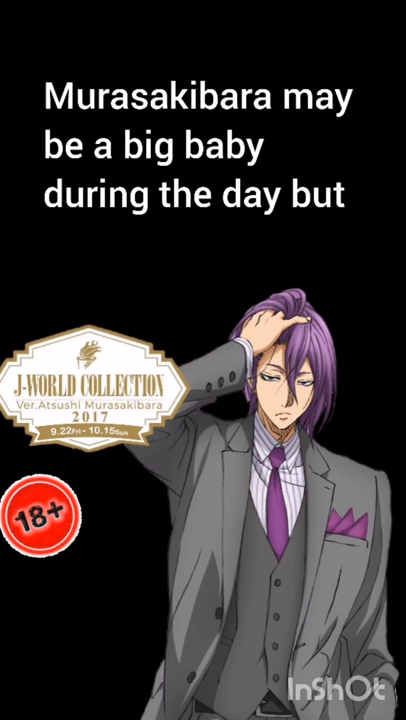 Murasakibara may
be a big baby
during the day but
J-WORLD COLLECTION
Ver.Atsushi Murasakibara
2017
9.22Fri - 10.15Sun
18+
InShOt